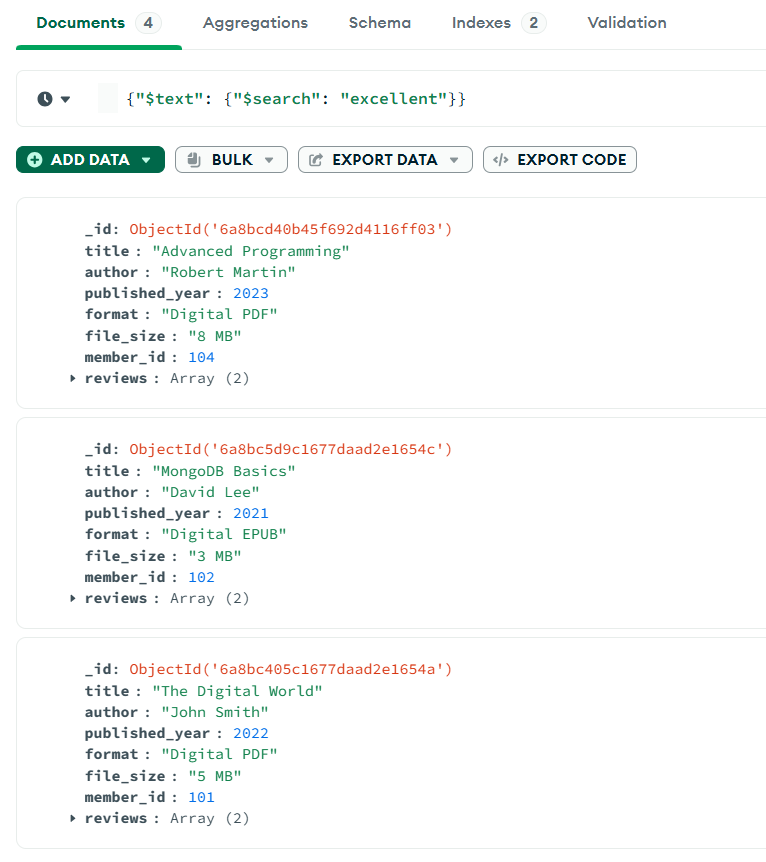 Documents 4 Aggregations Schema Indexes 2 Validation
{"$text": {"$search": "excellent"}}
ADD DATA BULK EXPORT DATA </> EXPORT CODE
_id: ObjectId('6a8bcd40b45f692d4116ff03')
title : "Advanced Programming"
author : "Robert Martin"
published_year : 2023
format : "Digital PDF"
file_size : "8 MB"
member_id : 104
reviews : Array (2)
_id: ObjectId('6a8bc5d9c1677daad2e1654c')
title : "MongoDB Basics"
author : "David Lee"
published_year : 2021
format : "Digital EPUB"
file_size : "3 MB"
member_id : 102
reviews : Array (2)
_id: ObjectId('6a8bc405c1677daad2e1654a')
title : "The Digital World"
author : "John Smith"
published_year : 2022
format : "Digital PDF"
file_size : "5 MB"
member_id : 101
reviews : Array (2)